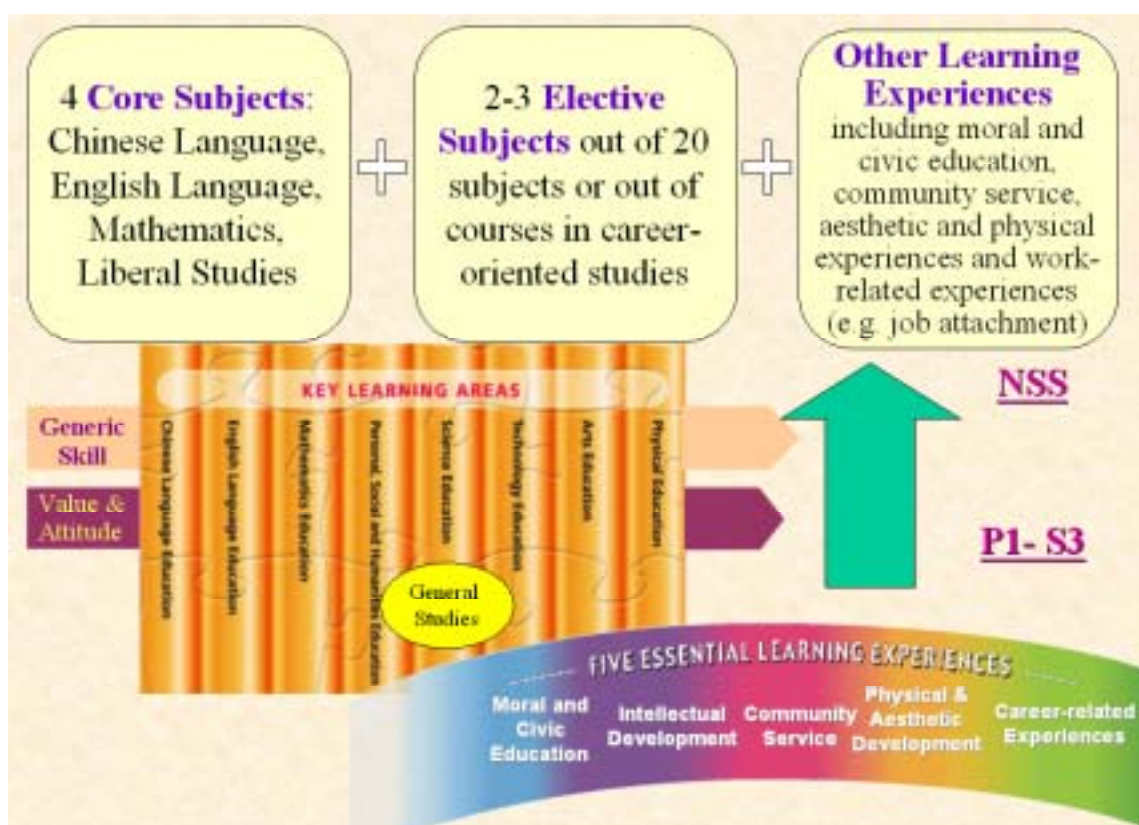 4 Core Subjects:
Chinese Language,
English Language,
Mathematics,
Liberal Studies
2-3 Elective
Subjects out of 20
subjects or out of
courses in career-
oriented studies
Other Learning
Experiences
including moral and
civic education,
community service,
aesthetic and physical
experiences and work-
related experiences
(e.g. job attachment)
NSS
KEY LEARNING AREAS
Generic
Skill
Value &
Attitude
Chinese Language Education
English Language Education
Mathematics Education
Personal, Social and Humanities Education
Science Education
Technology Education
Arts Education
Physical Education
General
Studies
P1- S3
FIVE ESSENTIAL LEARNING EXPERIENCES
Moral and
Civic
Education
Intellectual
Development
Community
Service
Physical &
Aesthetic
Development
Career-related
Experiences